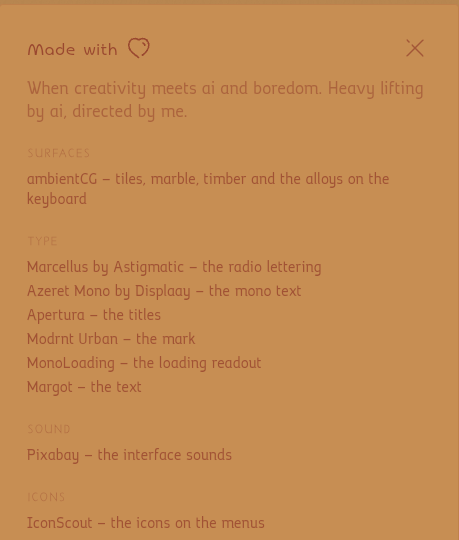 Made with
When creativity meets ai and boredom. Heavy lifting
by ai, directed by me.
SURFACES
ambientCG – tiles, marble, timber and the alloys on the
keyboard
TYPE
Marcellus by Astigmatic – the radio lettering
Azeret Mono by Displaay – the mono text
Apertura – the titles
Modrnt Urban – the mark
MonoLoading – the loading readout
Margot – the text
SOUND
Pixabay – the interface sounds
ICONS
IconScout – the icons on the menus